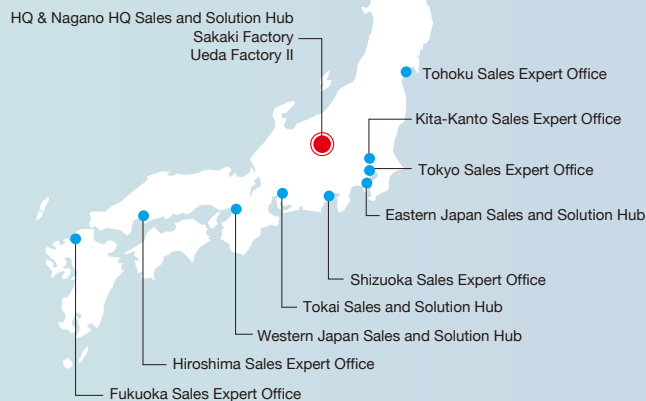 HQ & Nagano HQ Sales and Solution Hub
Sakaki Factory
Ueda Factory II
Tohoku Sales Expert Office
Kita-Kanto Sales Expert Office
Tokyo Sales Expert Office
Eastern Japan Sales and Solution Hub
Shizuoka Sales Expert Office
Tokai Sales and Solution Hub
Western Japan Sales and Solution Hub
Hiroshima Sales Expert Office
Fukuoka Sales Expert Office